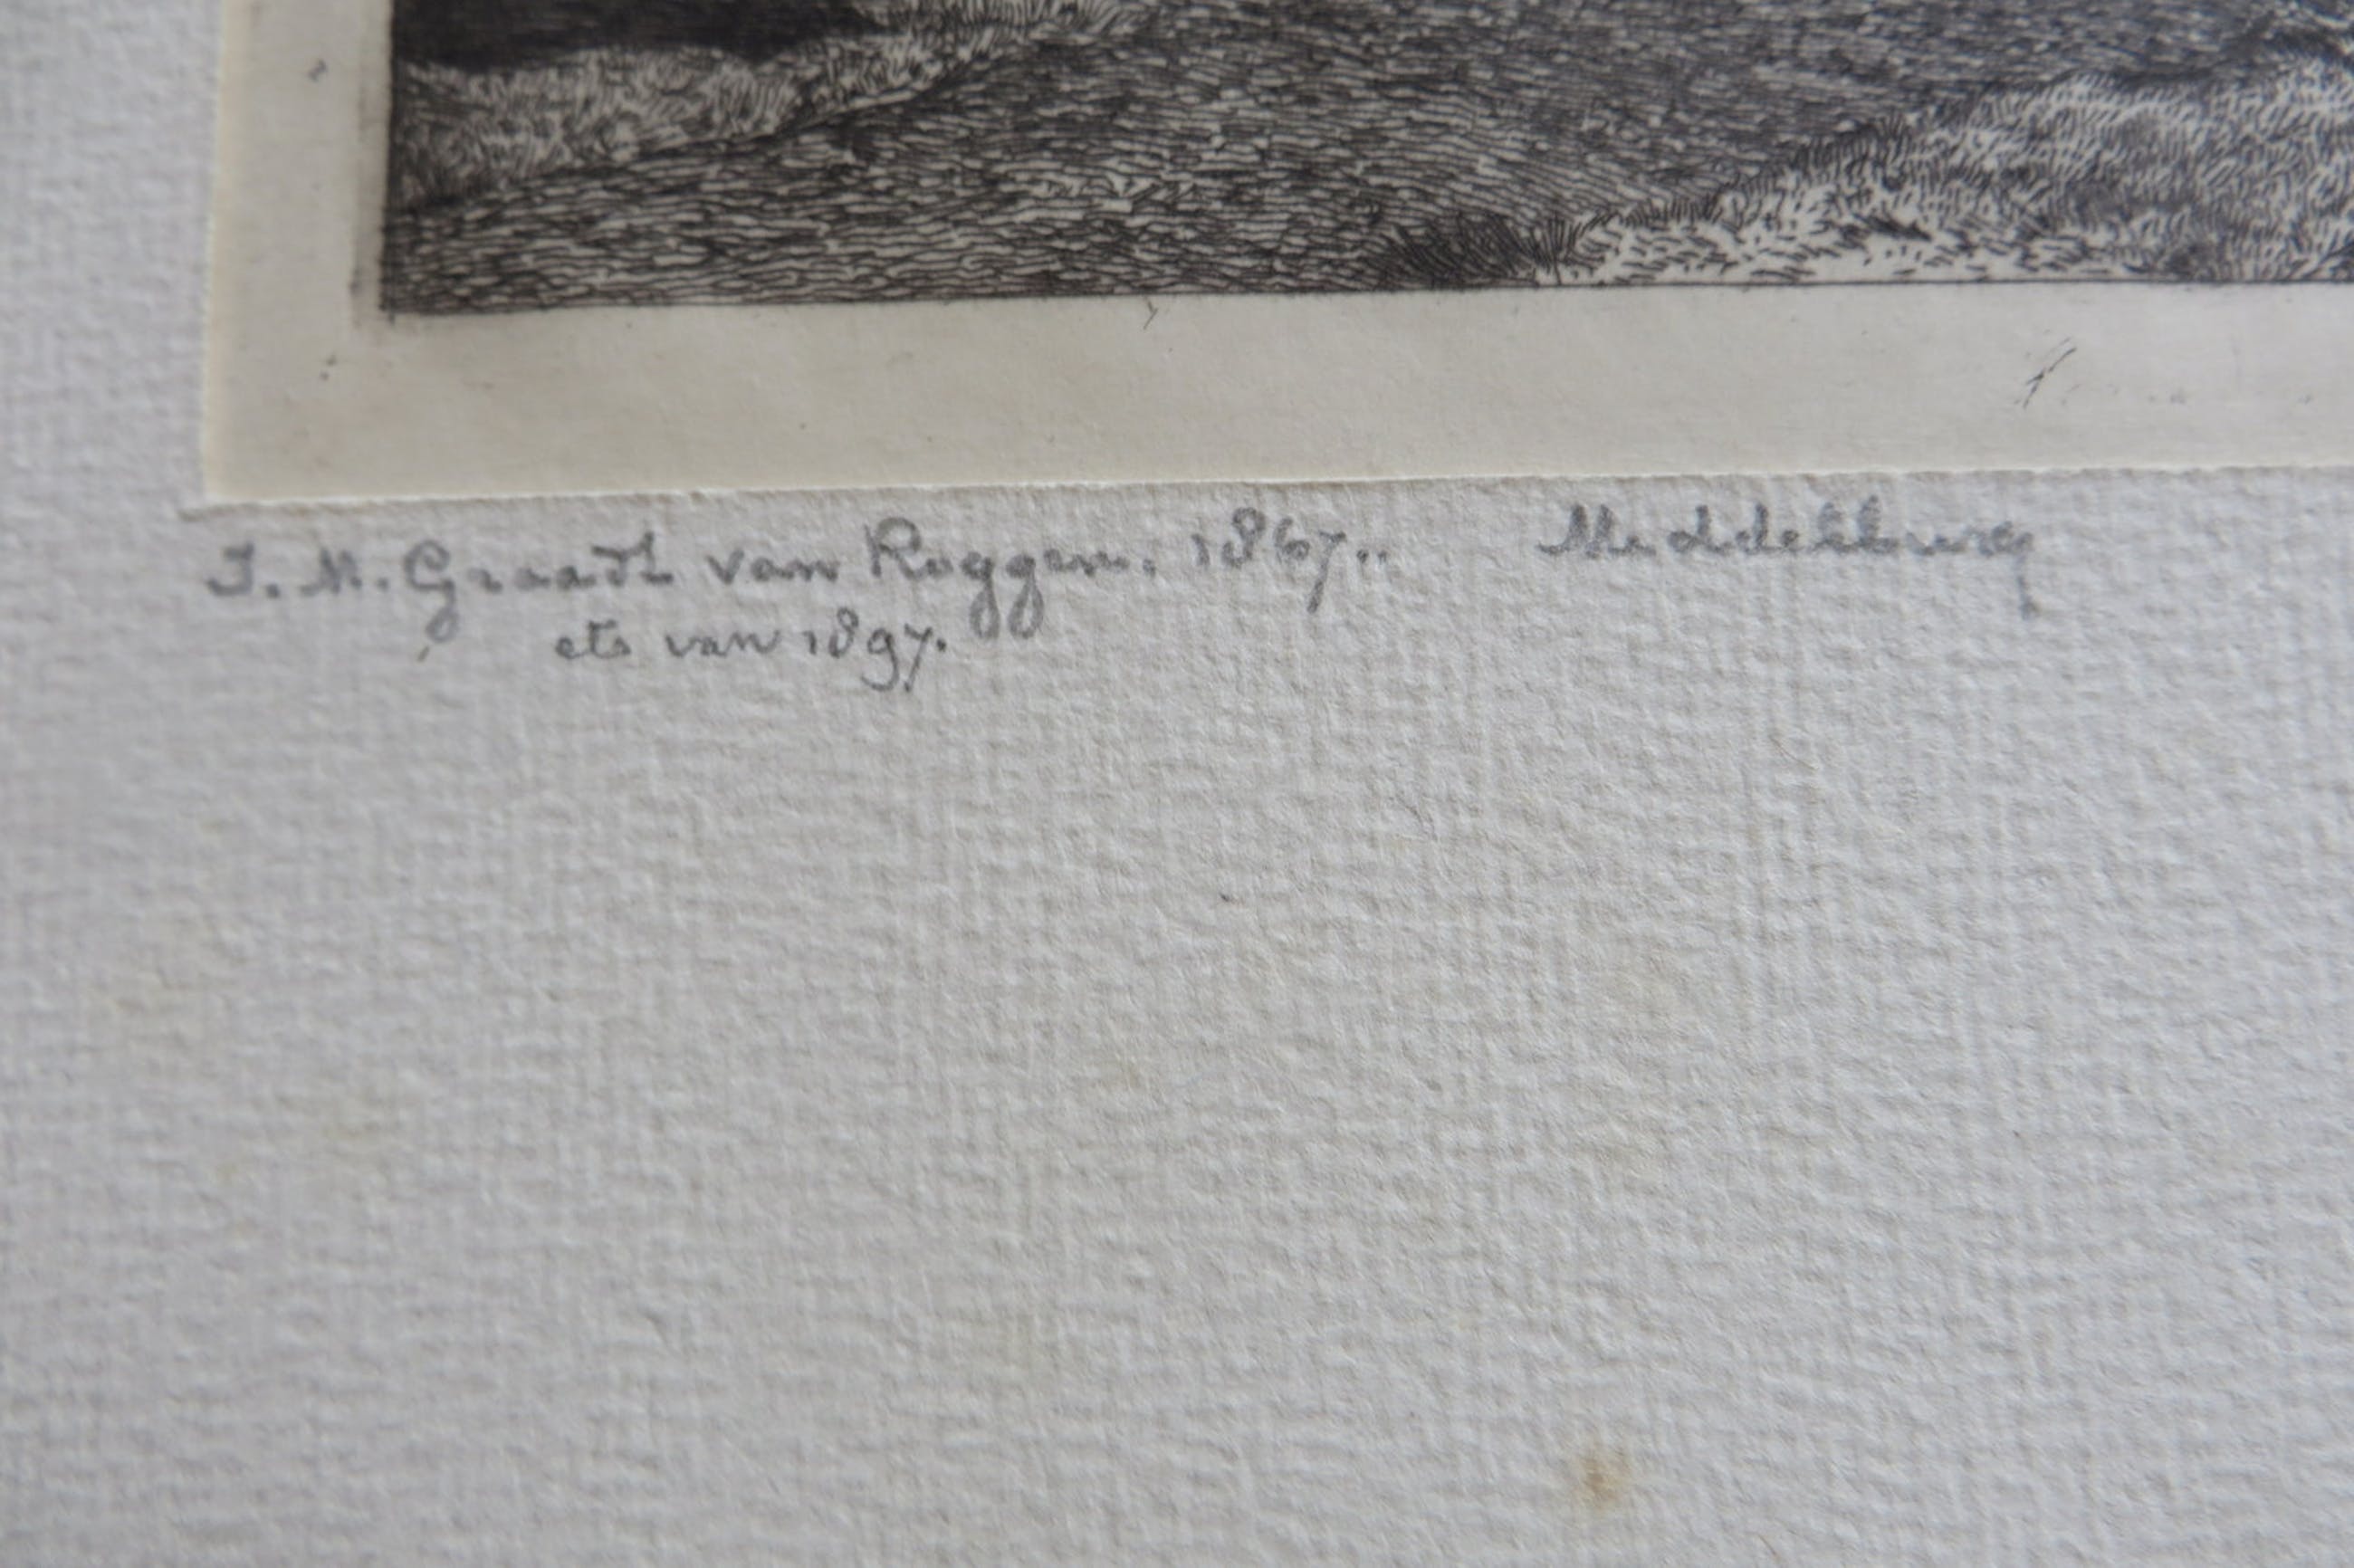 J. M. Graadt van Roggen. 1867.. Middelburg
ets van 1897.